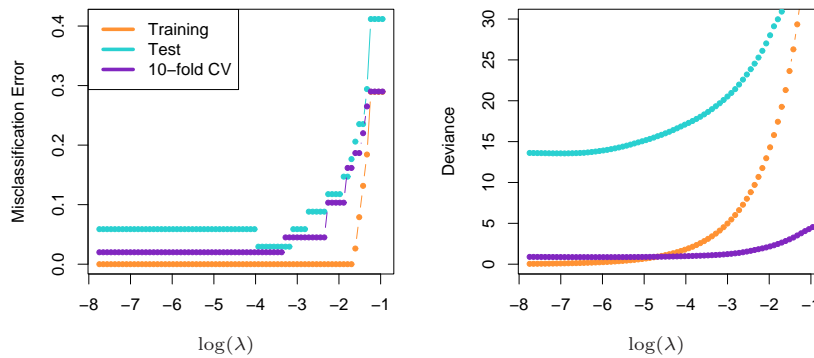 Training
Test
10−fold CV
Misclassification Error
0.0
0.1
0.2
0.3
0.4
−8 −7 −6 −5 −4 −3 −2 −1
log(λ)
Deviance
0
5
10
15
20
25
30
−8 −7 −6 −5 −4 −3 −2 −1
log(λ)